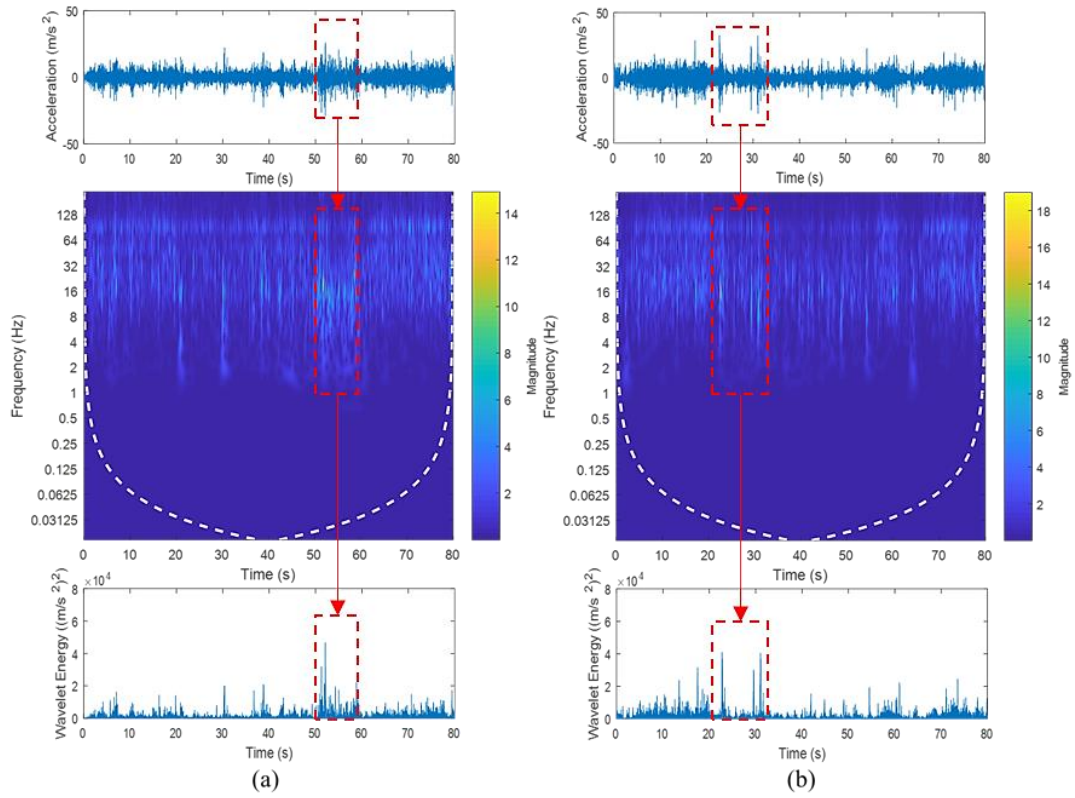 50
0
-50
Acceleration (m/s²)
0 10 20 30 40 50 60 70 80
Time (s)
128
64
32
16
8
4
2
1
0.5
0.25
0.125
0.0625
0.03125
Frequency (Hz)
0 10 20 30 40 50 60 70 80
Time (s)
14
12
10
8
6
4
2
Magnitude
×10⁴
8
6
4
2
0
Wavelet Energy ((m/s²)²)
0 10 20 30 40 50 60 70 80
Time (s)
(a)
50
0
-50
Acceleration (m/s²)
0 10 20 30 40 50 60 70 80
Time (s)
128
64
32
16
8
4
2
1
0.5
0.25
0.125
0.0625
0.03125
Frequency (Hz)
0 10 20 30 40 50 60 70 80
Time (s)
18
16
14
12
10
8
6
4
2
Magnitude
×10⁴
8
6
4
2
0
Wavelet Energy ((m/s²)²)
0 10 20 30 40 50 60 70 80
Time (s)
(b)